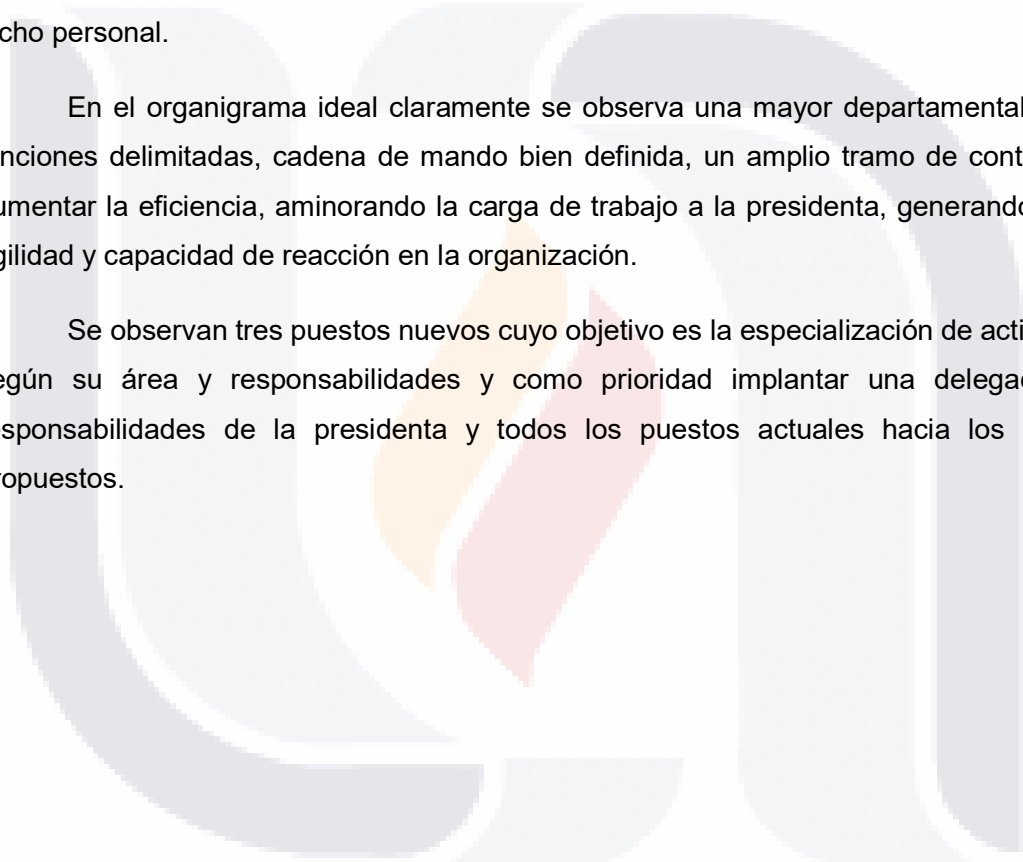 cho personal.
En el organigrama ideal claramente se observa una mayor departamental
nciones delimitadas, cadena de mando bien definida, un amplio tramo de cont
umentar la eficiencia, aminorando la carga de trabajo a la presidenta, generando
gilidad y capacidad de reacción en la organización.
Se observan tres puestos nuevos cuyo objetivo es la especialización de acti
egún su área y responsabilidades y como prioridad implantar una delegac
sponsabilidades de la presidenta y todos los puestos actuales hacia los
opuestos.